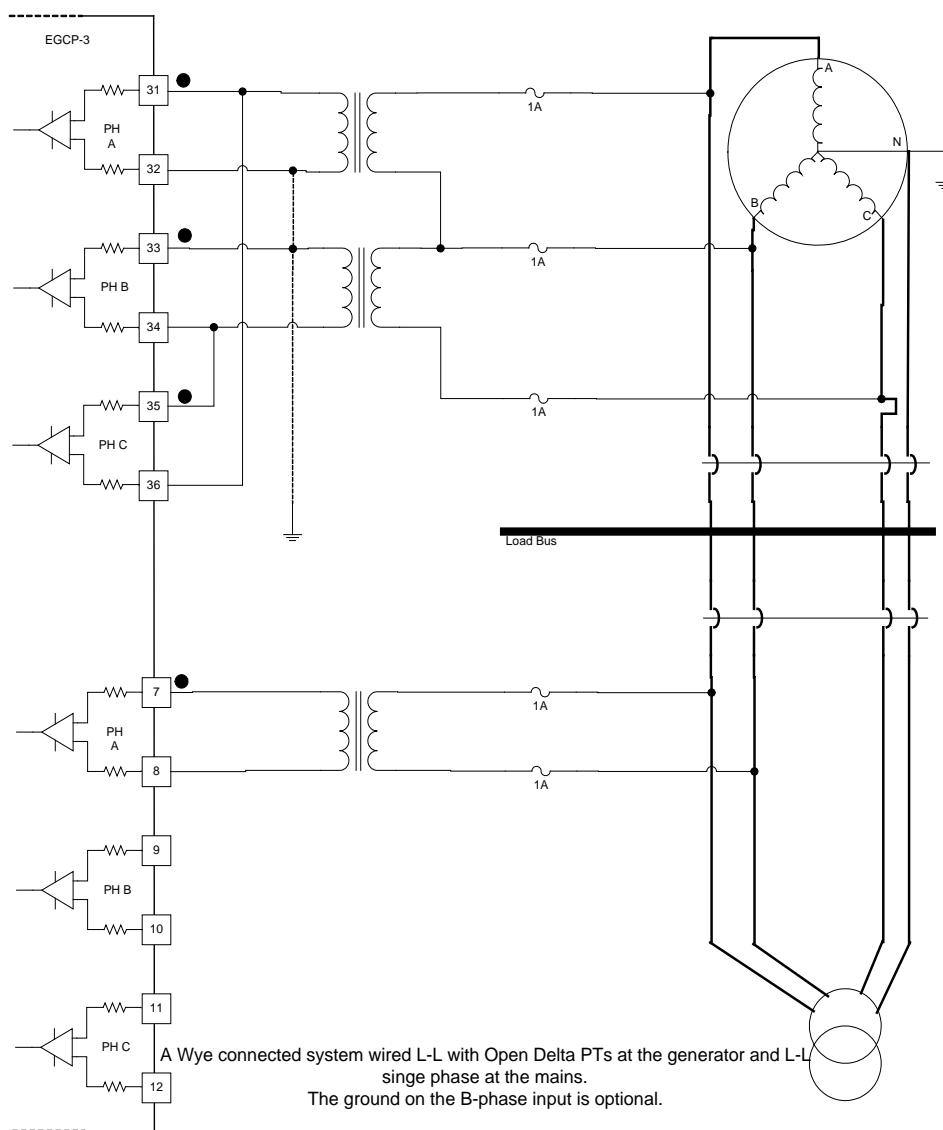 EGCP-3
31
PH
A
32
1A
A
N
B
C
33
PH B
34
1A
35
PH C
36
1A
Load Bus
7
PH
A
8
1A
1A
9
PH B
10
11
PH C
12
A Wye connected system wired L-L with Open Delta PTs at the generator and L-L
singe phase at the mains.
The ground on the B-phase input is optional.